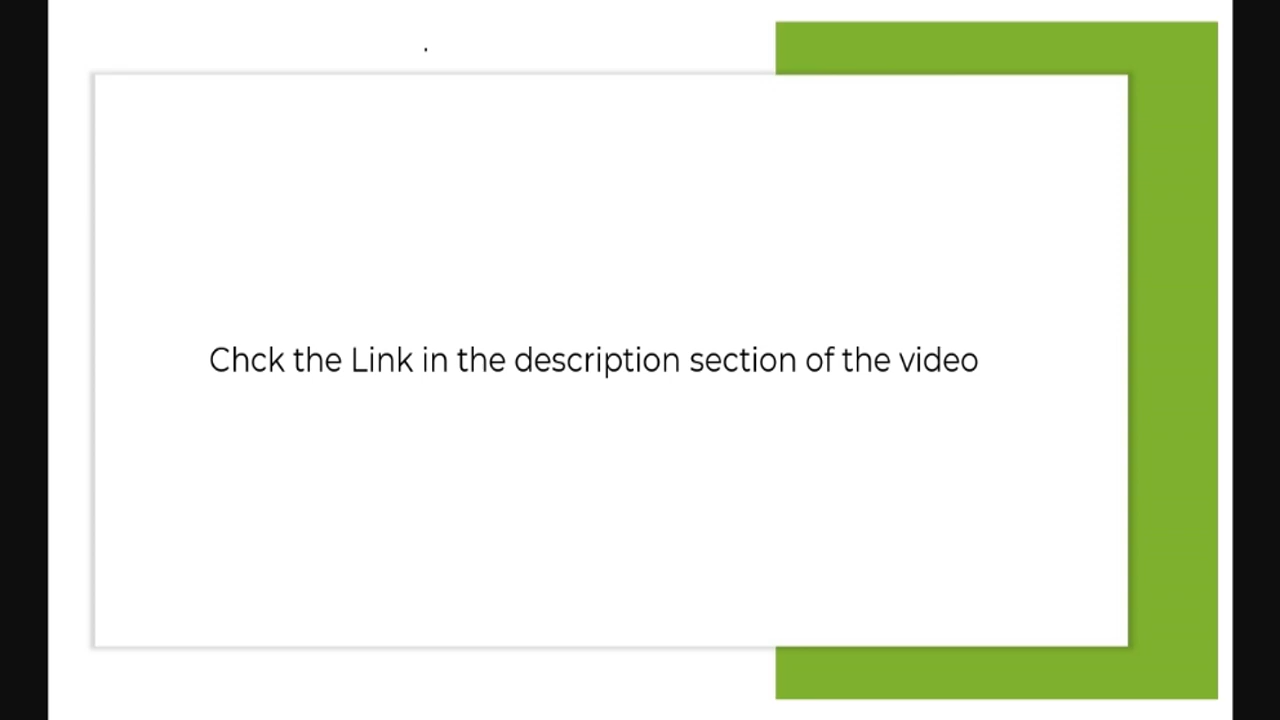 .
Chck the Link in the description section of the video